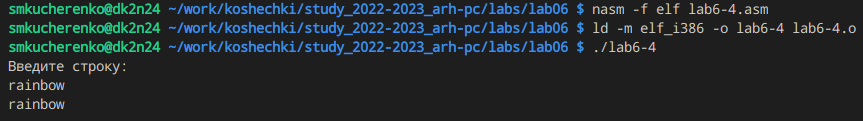 smkucherenko@dk2n24 ~/work/koshechki/study_2022-2023_arh-pc/labs/lab06 $ nasm -f elf lab6-4.asm
smkucherenko@dk2n24 ~/work/koshechki/study_2022-2023_arh-pc/labs/lab06 $ ld -m elf_i386 -o lab6-4 lab6-4.o
smkucherenko@dk2n24 ~/work/koshechki/study_2022-2023_arh-pc/labs/lab06 $ ./lab6-4
Введите строку:
rainbow
rainbow